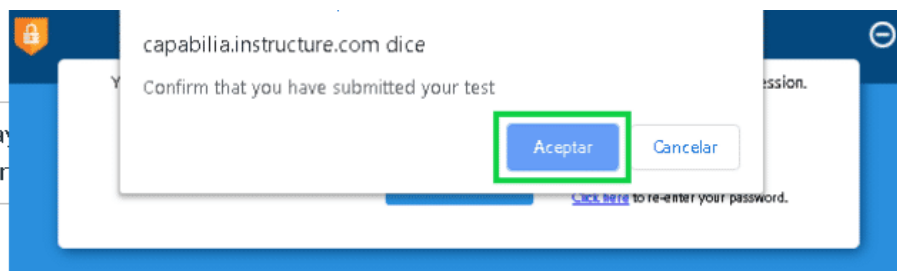 capabilia.instructure.com dice
Y
ession.
Confirm that you have submitted your test
Aceptar
Cancelar
Click here to re-enter your password.